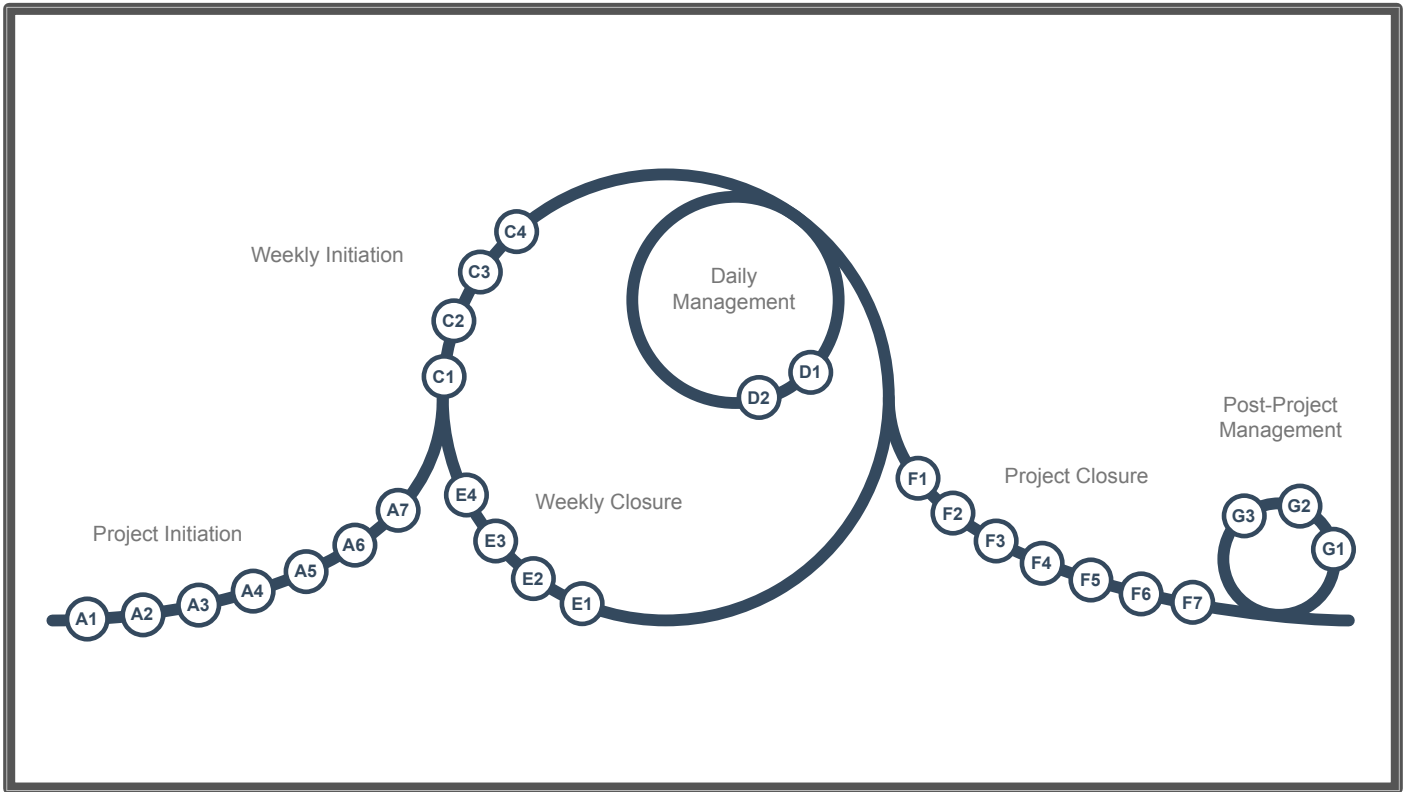 Project Initiation
A1
A2
A3
A4
A5
A6
A7
Weekly Initiation
C1
C2
C3
C4
Daily
Management
D1
D2
Weekly Closure
E1
E2
E3
E4
Project Closure
F1
F2
F3
F4
F5
F6
F7
Post-Project
Management
G1
G2
G3